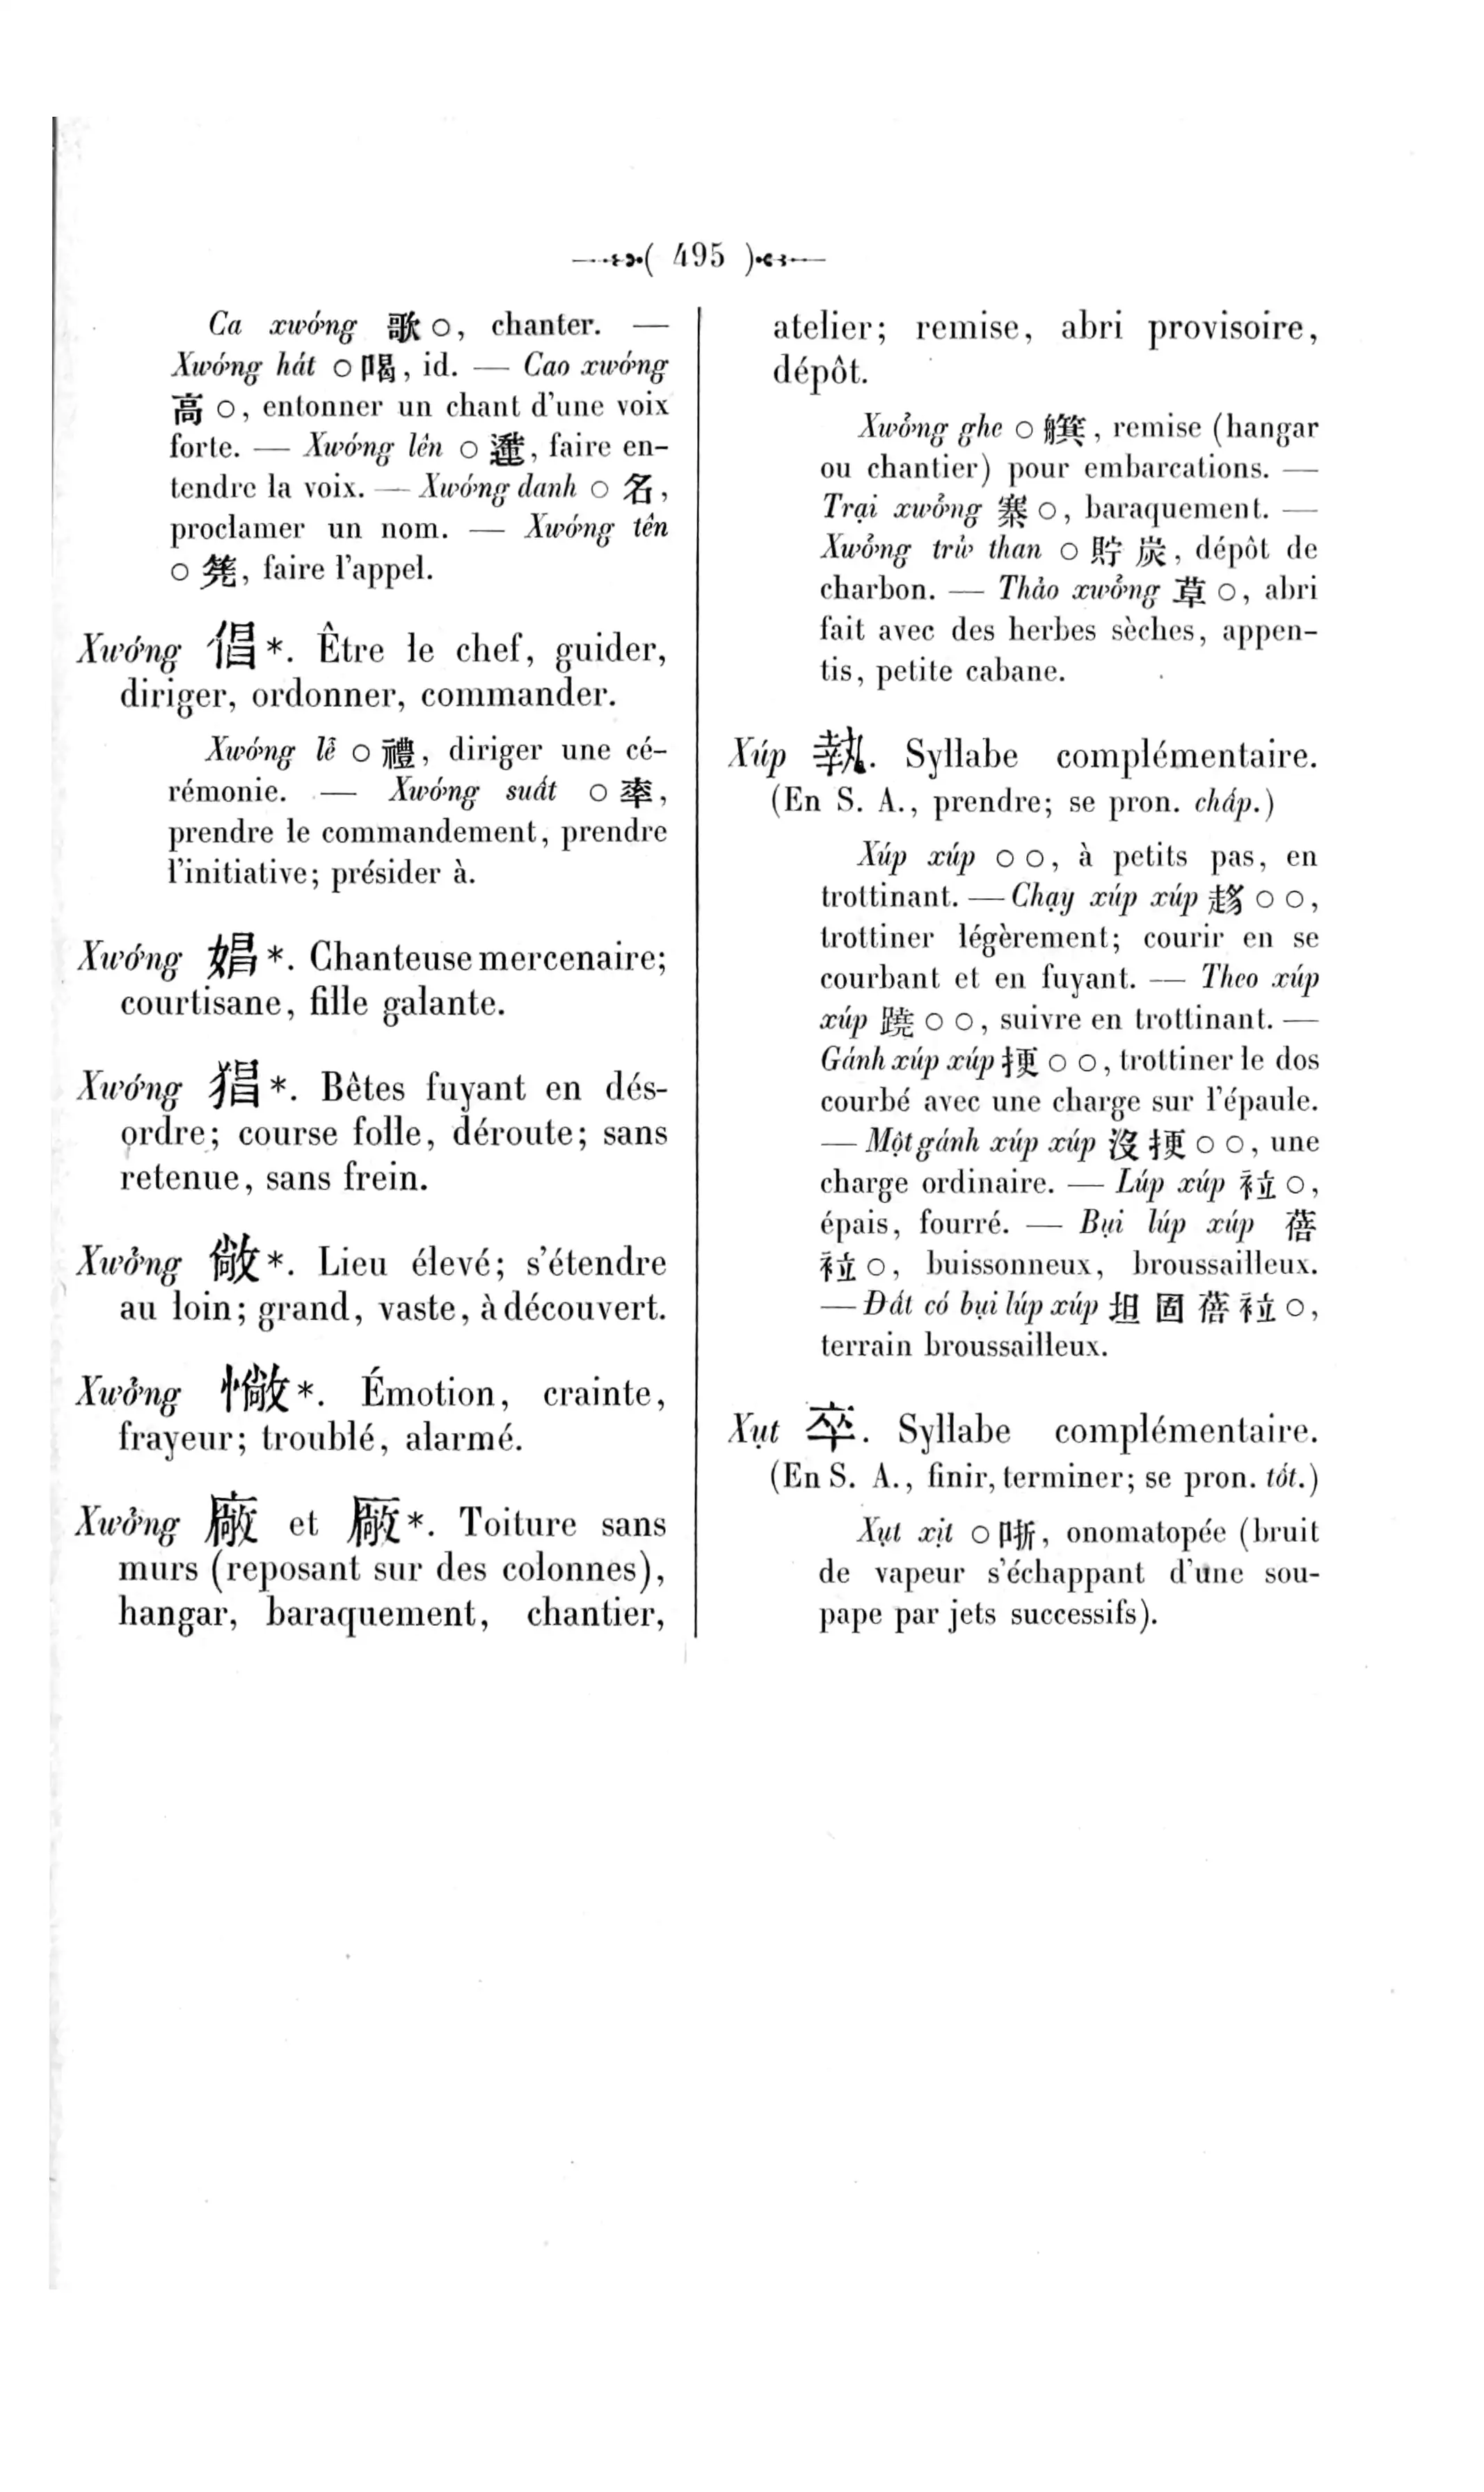 ( 495 )
Ca xướng 歌 ○, chanter. —
Xướng hát ○ 喝, id. — Cao xướng
高 ○, entonner un chant d'une voix
forte. — Xướng lên ○ 𨖲, faire en-
tendre la voix. — Xướng danh ○ 名,
proclamer un nom. — Xướng tên
○ , faire l'appel.
Xướng 倡*. Être le chef, guider,
diriger, ordonner, commander.
Xướng lễ ○ 禮, diriger une cé-
rémonie. — Xướng suất ○ 率,
prendre le commandement, prendre
l'initiative; présider à.
Xướng 娼*. Chanteuse mercenaire;
courtisane, fille galante.
Xướng 猖*. Bêtes fuyant en dés-
ordre; course folle, déroute; sans
retenue, sans frein.
Xưởng 敞*. Lieu élevé; s'étendre
au loin; grand, vaste, à découvert.
Xưởng 惝*. Émotion, crainte,
frayeur; troublé, alarmé.
Xưởng 廠 et 厰*. Toiture sans
murs (reposant sur des colonnes),
hangar, baraquement, chantier,
atelier; remise, abri provisoire,
dépôt.
Xưởng ghe ○ , remise (hangar
ou chantier) pour embarcations. —
Trại xưởng 寨 ○, baraquement. —
Xưởng trữ than ○ 貯 炭, dépôt de
charbon. — Thảo xưởng 草 ○, abri
fait avec des herbes sèches, appen-
tis, petite cabane.
Xúp 執. Syllabe complémentaire.
(En S. A., prendre; se pron. chấp.)
Xúp xúp ○ ○, à petits pas, en
trottinant. — Chạy xúp xúp 趍 ○ ○,
trottiner légèrement; courir en se
courbant et en fuyant. — Theo xúp
xúp 蹺 ○ ○, suivre en trottinant. —
Gánh xúp xúp 挭 ○ ○, trottiner le dos
courbé avec une charge sur l'épaule.
— Một gánh xúp xúp 沒 挭 ○ ○, une
charge ordinaire. — Lúp xúp 䇳 ○,
épais, fourré. — Bụi lúp xúp 蓓
○, buissonneux, broussailleux.
— Đất có bụi lúp xúp 坦 固 蓓 ○,
terrain broussailleux.
Xụt 卒. Syllabe complémentaire.
(En S. A., finir, terminer; se pron. tốt.)
Xụt xịt ○ 哳, onomatopée (bruit
de vapeur s'échappant d'une sou-
pape par jets successifs).